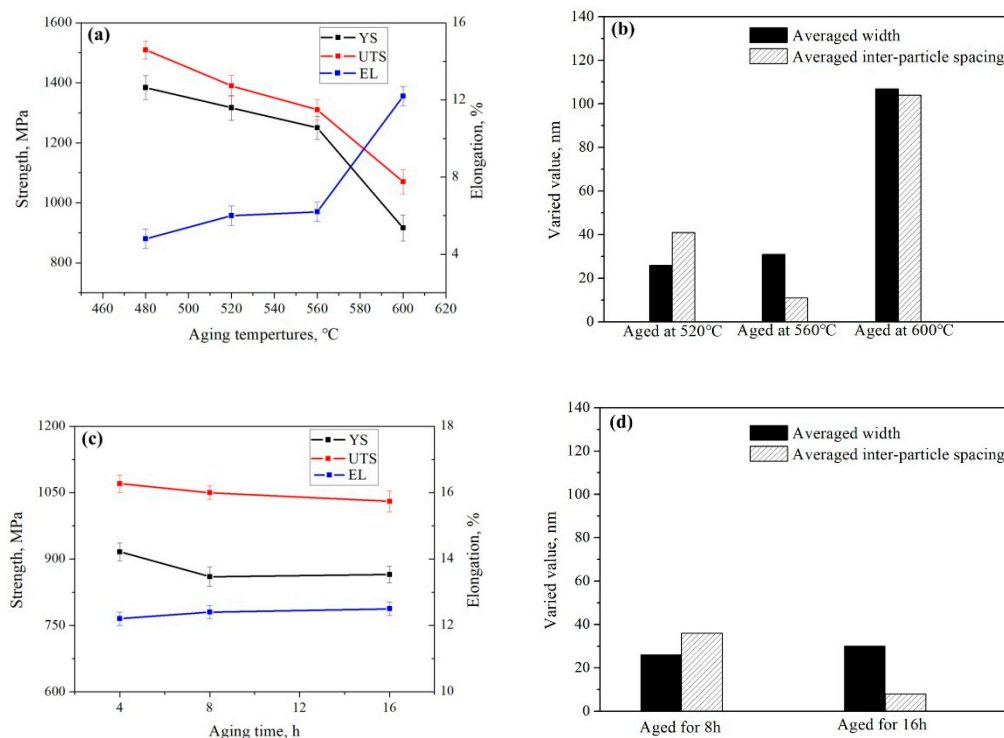 (a)
YS
UTS
EL
1600
1400
1200
1000
800
16
12
8
4
460 480 500 520 540 560 580 600 620
Strength, MPa
Elongation, %
Aging tempertures, ℃
(b)
Averaged width
Averaged inter-particle spacing
140
120
100
80
60
40
20
0
Varied value, nm
Aged at 520℃ Aged at 560℃ Aged at 600℃
(c)
YS
UTS
EL
1200
1050
900
750
600
18
16
14
12
10
4 8 12 16
Strength, MPa
Elongation, %
Aging time, h
(d)
Averaged width
Averaged inter-particle spacing
140
120
100
80
60
40
20
0
Varied value, nm
Aged for 8h Aged for 16h